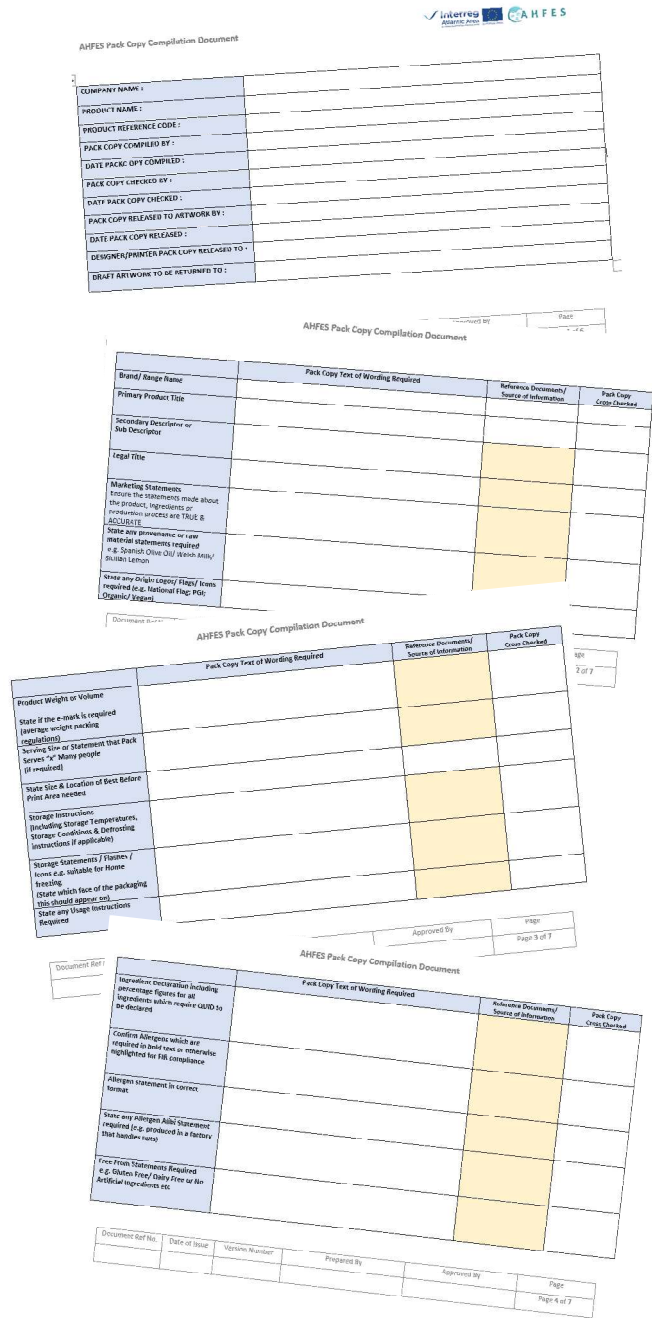 Interreg
Atlantic Area
AHFES
AHFES Pack Copy Compilation Document
COMPANY NAME :
PRODUCT NAME :
PRODUCT REFERENCE CODE :
PACK COPY COMPILED BY :
DATE PACKC OPY COMPILED :
PACK COPY CHECKED BY :
DATE PACK COPY CHECKED :
PACK COPY RELEASED TO ARTWORK BY :
DATE PACK COPY RELEASED :
DESIGNER/PRINTER PACK COPY RELEASED TO :
DRAFT ARTWORK TO BE RETURNED TO :
Approved By Page
AHFES Pack Copy Compilation Document
Pack Copy Text of Wording Required
Reference Documents/
Source of Information
Pack Copy
Cross Checked
Brand/ Range Name
Primary Product Title
Secondary Descriptor or
Sub Descriptor
Legal Title
Marketing Statements
Ensure the statements made about
the product, ingredients or
production process are TRUE &
ACCURATE
State any provenance or raw
material statements required
e.g. Spanish Olive Oil/ Welsh Milk/
Sicilian Lemon
State any Origin Logos/ Flags/ Icons
required (e.g. National Flag; PGI;
Organic/ Vegan)
Document Ref
2 of 7
AHFES Pack Copy Compilation Document
Pack Copy Text of Wording Required
Reference Documents/
Source of Information
Pack Copy
Cross Checked
Product Weight or Volume
State if the e-mark is required
(average weight packing
regulations)
Serving Size or Statement that Pack
Serves "x" Many people
(if required)
State Size & Location of Best Before
Print Area needed
Storage Instructions
(Including Storage Temperatures,
Storage Conditions & Defrosting
instructions if applicable)
Storage Statements / Flashes /
Icons e.g. suitable for Home
freezing
(State which face of the packaging
this should appear on)
State any Usage Instructions
Required
Document Ref
Approved By
Page
Page 3 of 7
AHFES Pack Copy Compilation Document
Pack Copy Text of Wording Required
Reference Documents/
Source of Information
Pack Copy
Cross Checked
Ingredient Declaration including
percentage figures for all
ingredients which require QUID to
be declared
Confirm Allergens which are
required in bold text or otherwise
highlighted for FIR compliance
Allergen statement in correct
format
State any Allergen Alibi Statement
required (e.g. produced in a factory
that handles nuts)
Free From Statements Required
e.g. Gluten Free/ Dairy Free or No
Artificial Ingredients etc
Document Ref No.
Date of Issue
Version Number
Prepared By
Approved By
Page
Page 4 of 7